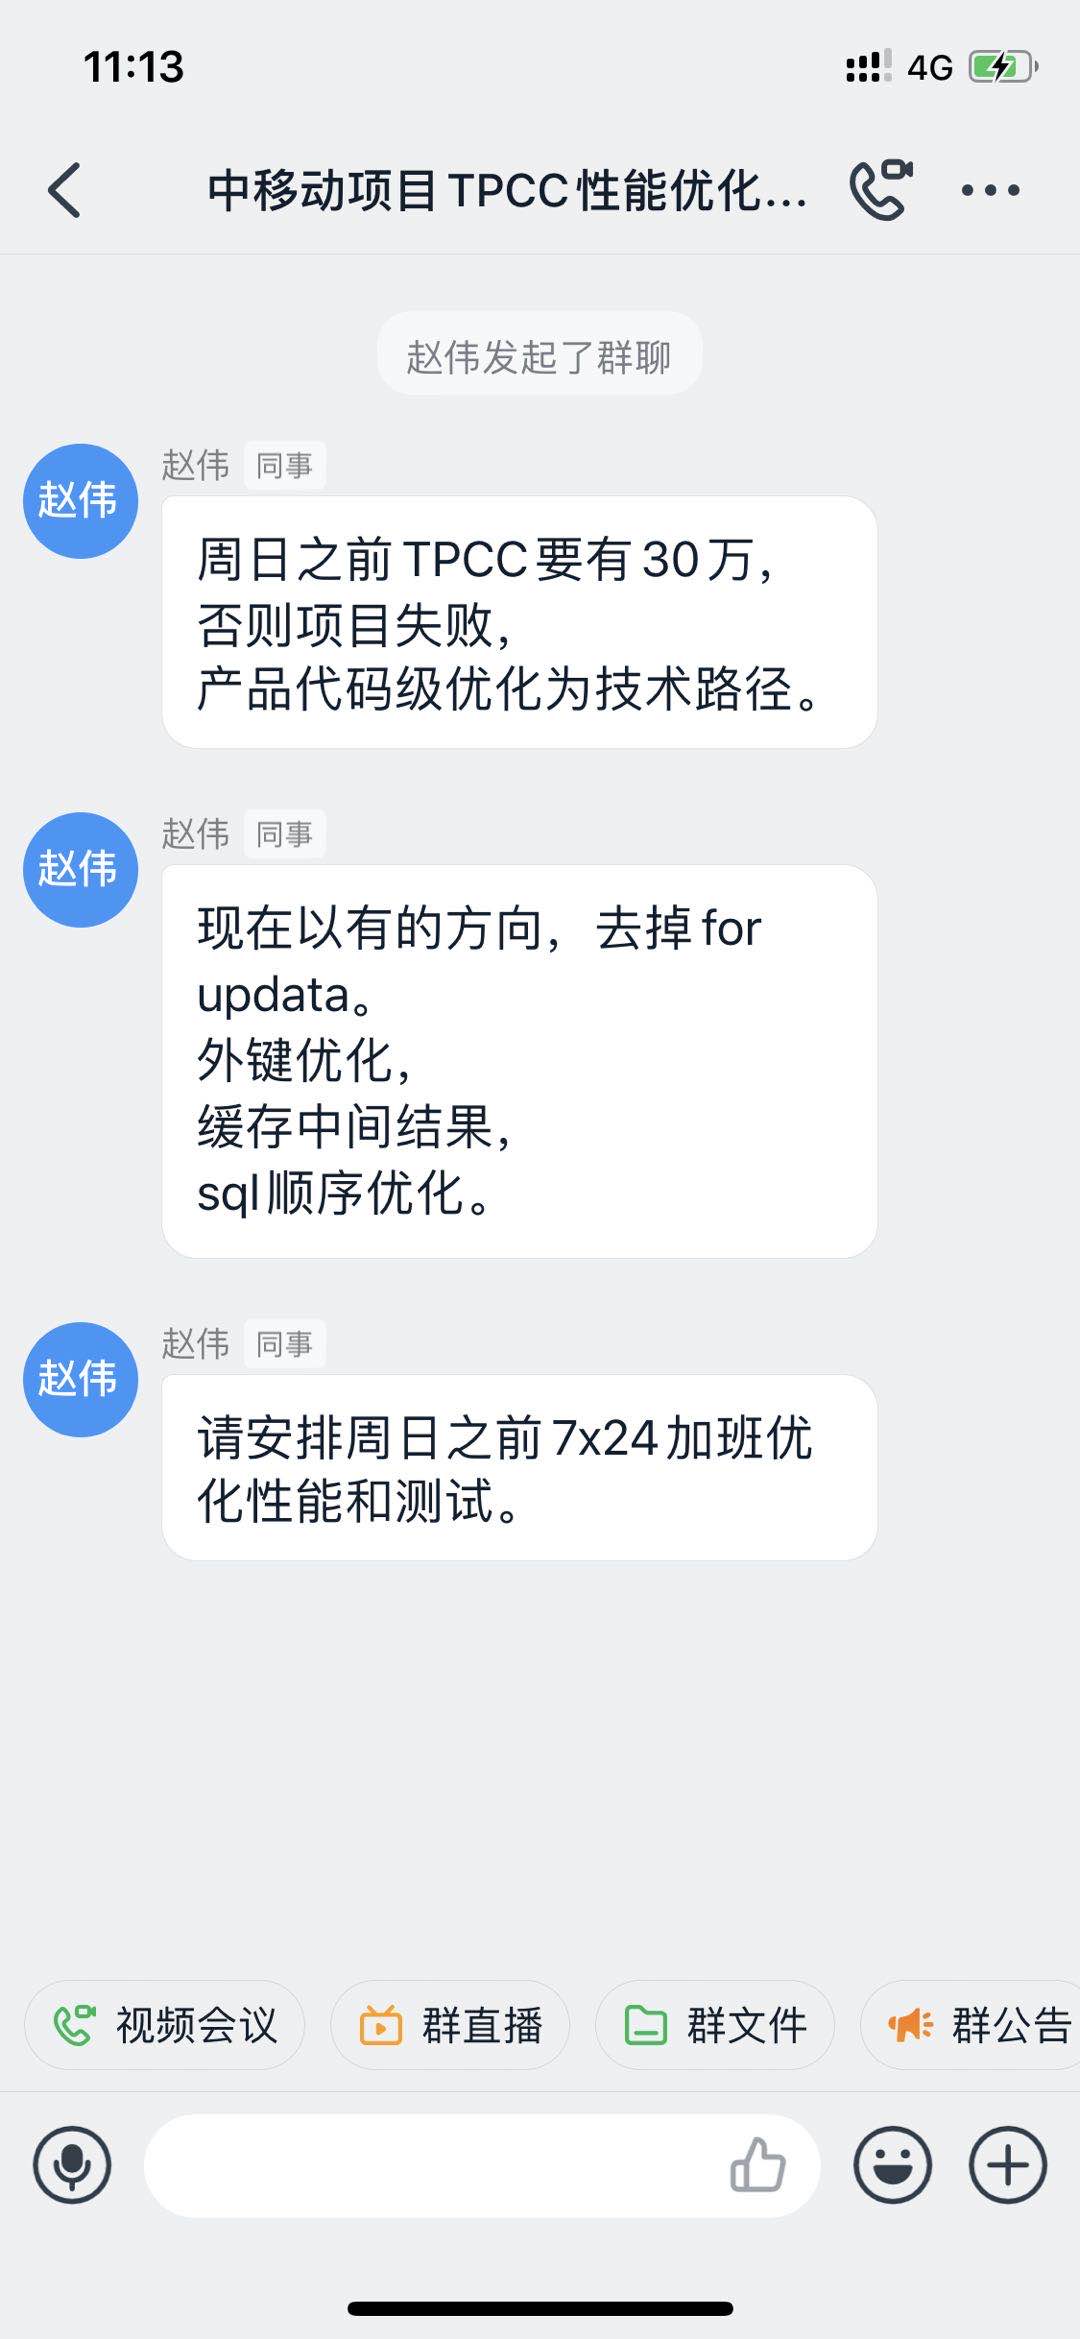 11:13
4G
中移动项目TPCC性能优化...
赵伟发起了群聊
赵伟 同事
赵伟
周日之前TPCC要有30万，
否则项目失败，
产品代码级优化为技术路径。
赵伟 同事
赵伟
现在以有的方向，去掉for
updata。
外键优化，
缓存中间结果，
sql顺序优化。
赵伟 同事
赵伟
请安排周日之前7x24加班优
化性能和测试。
视频会议 群直播 群文件 群公告